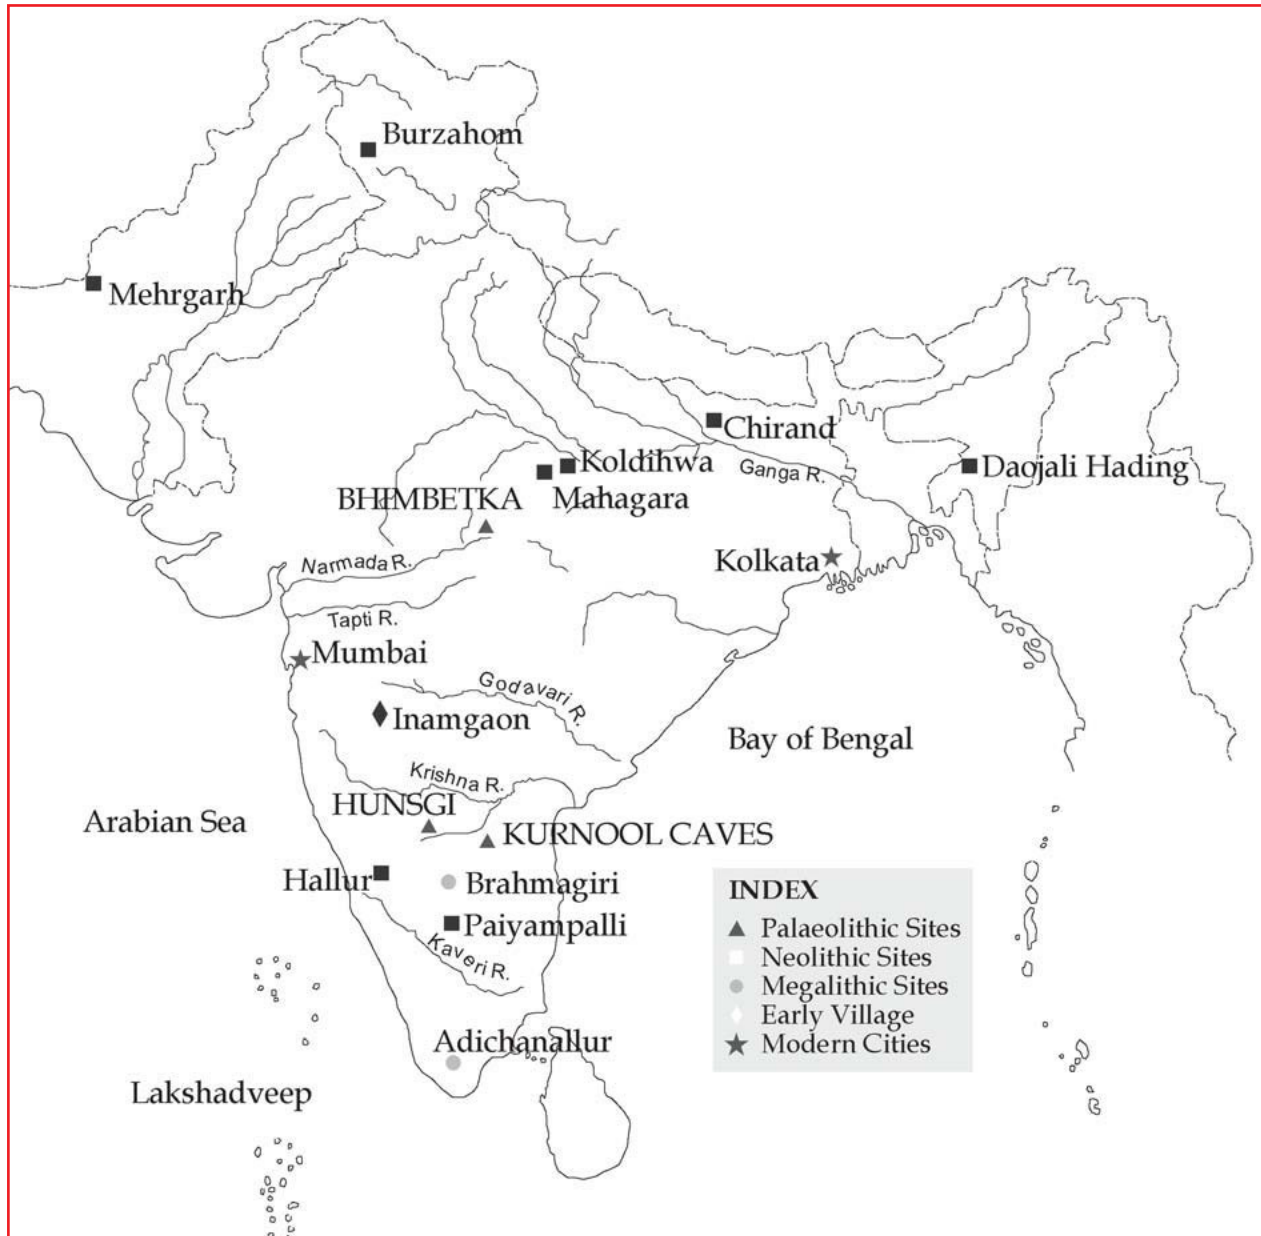 Burzahom
Mehrgarh
Chirand
Koldihwa
Ganga R.
Daojali Hading
BHIMBETKA
Mahagara
Narmada R.
Kolkata
Tapti R.
Mumbai
Godavari R.
Inamgaon
Bay of Bengal
Krishna R.
HUNSGI
Arabian Sea
KURNOOL CAVES
Hallur
Brahmagiri
INDEX
Paiyampalli
Palaeolithic Sites
Kaveri R.
Neolithic Sites
Megalithic Sites
Early Village
Adichanallur
Modern Cities
Lakshadveep